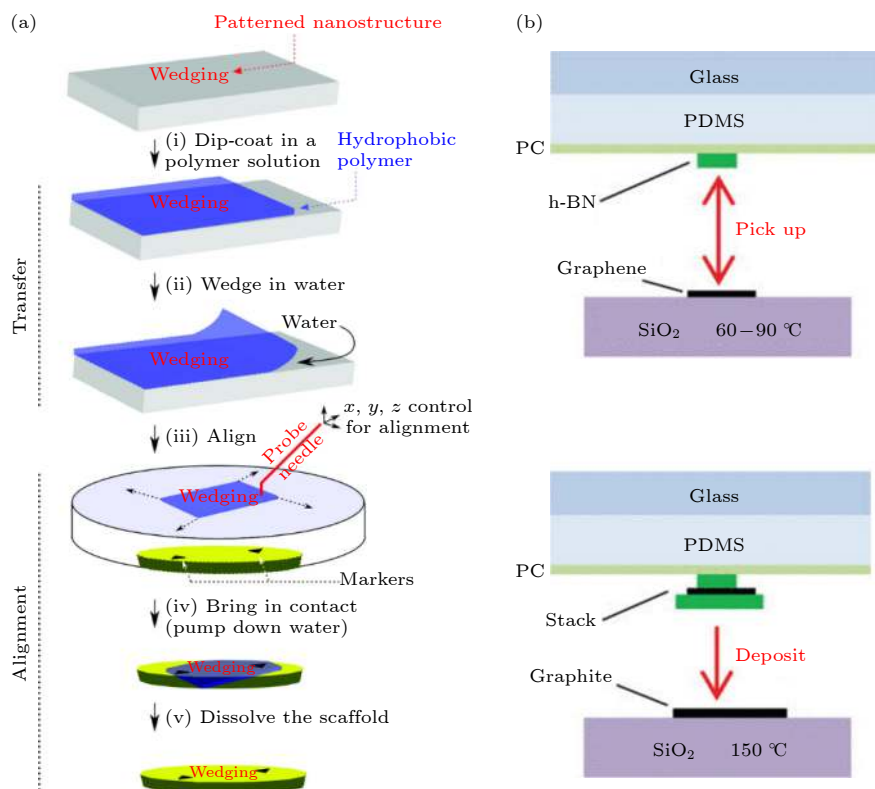 (a)
Patterned nanostructure
Wedging
(i) Dip-coat in a
polymer solution
Hydrophobic
polymer
Wedging
Transfer
(ii) Wedge in water
Water
Wedging
(iii) Align
x, y, z control
for alignment
Probe
needle
Wedging
Markers
Alignment
(iv) Bring in contact
(pump down water)
Wedging
(v) Dissolve the scaffold
Wedging
(b)
Glass
PDMS
PC
h-BN
Pick up
Graphene
SiO₂ 60−90 ℃
Glass
PDMS
PC
Stack
Deposit
Graphite
SiO₂ 150 ℃